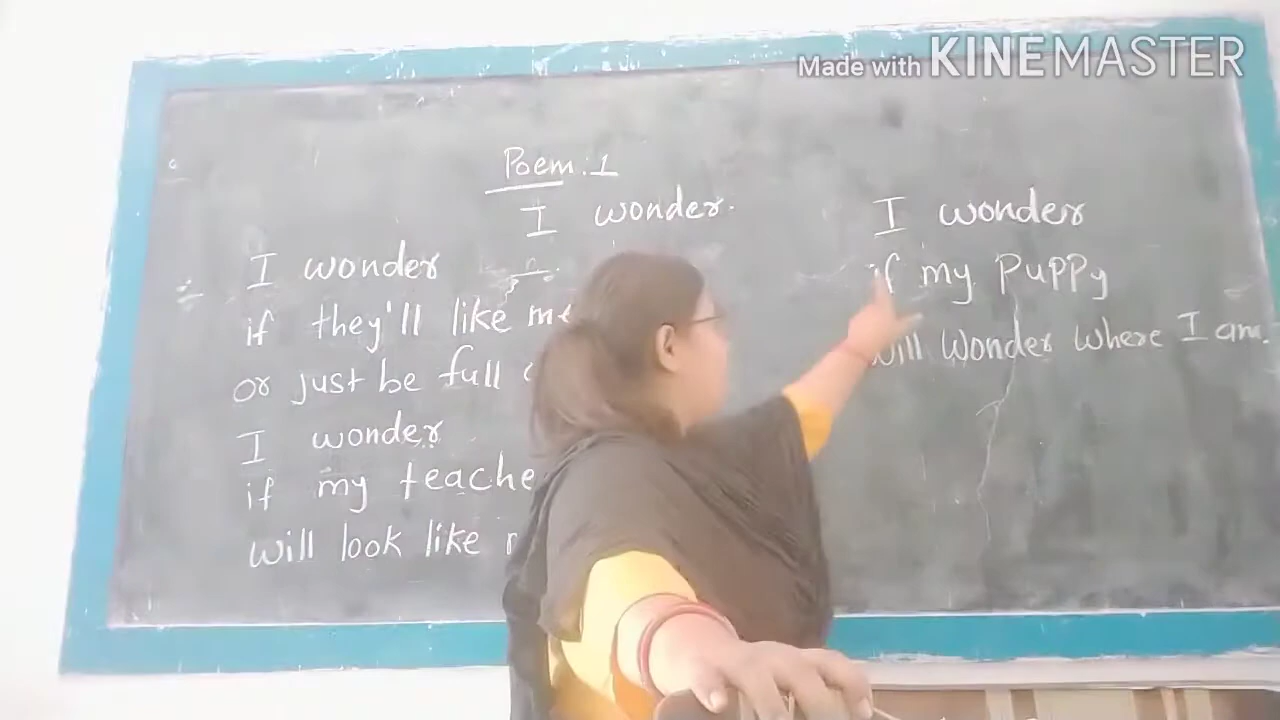 Made with KINEMASTER
Poem:1
I wonder.
I wonder
if they'll like me
or just be full
I wonder
if my
will look like
I wonder
if my puppy
will wonder where I am.